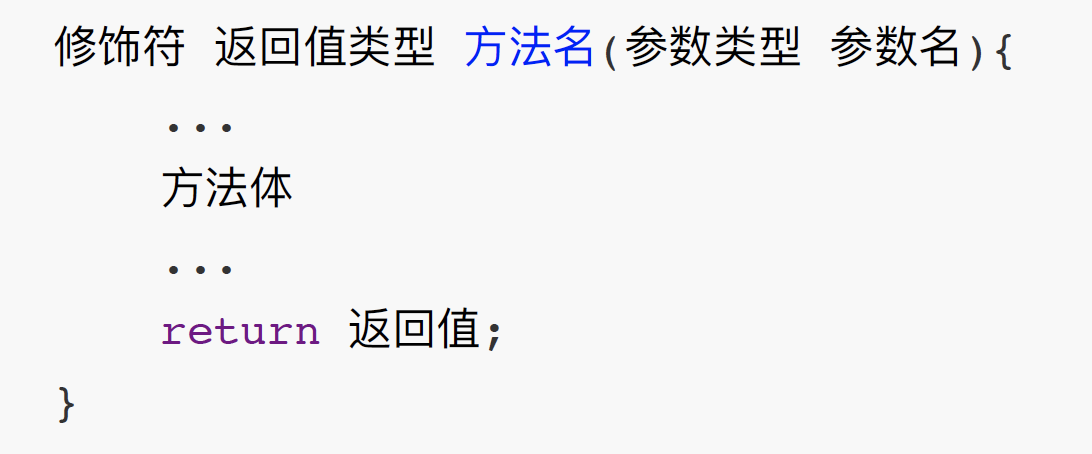 修饰符 返回值类型 方法名(参数类型 参数名){
...
方法体
...
return 返回值;
}